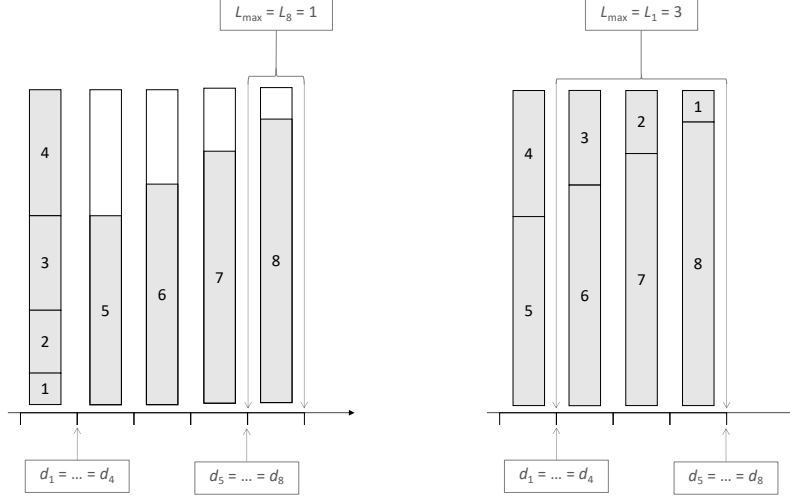 L_max = L_8 = 1
4
3
2
1
5
6
7
8
d_1 = ... = d_4
d_5 = ... = d_8
L_max = L_1 = 3
4
5
3
6
2
7
1
8
d_1 = ... = d_4
d_5 = ... = d_8